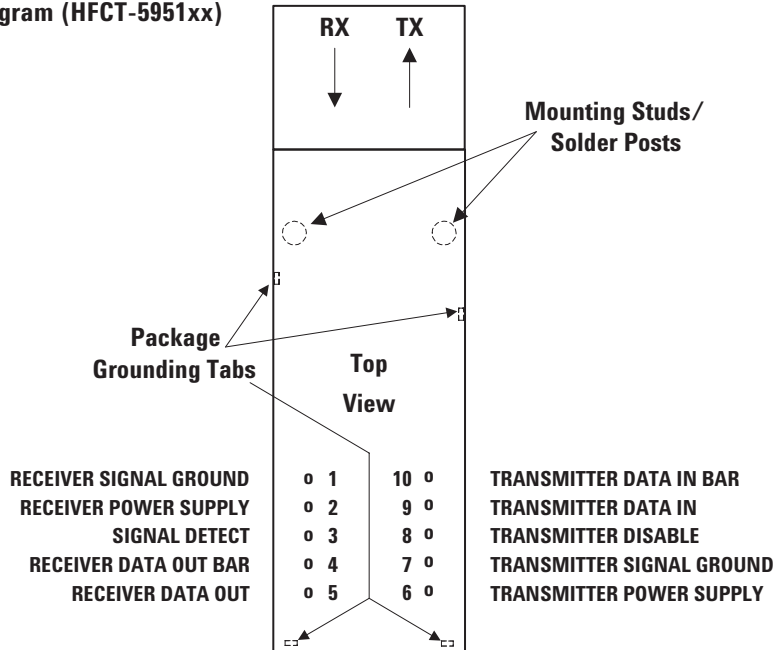 gram (HFCT-5951xx)
RX TX
Mounting Studs/
Solder Posts
Package
Grounding Tabs
Top
View
RECEIVER SIGNAL GROUND o 1 10 o TRANSMITTER DATA IN BAR
RECEIVER POWER SUPPLY o 2 9 o TRANSMITTER DATA IN
SIGNAL DETECT o 3 8 o TRANSMITTER DISABLE
RECEIVER DATA OUT BAR o 4 7 o TRANSMITTER SIGNAL GROUND
RECEIVER DATA OUT o 5 6 o TRANSMITTER POWER SUPPLY